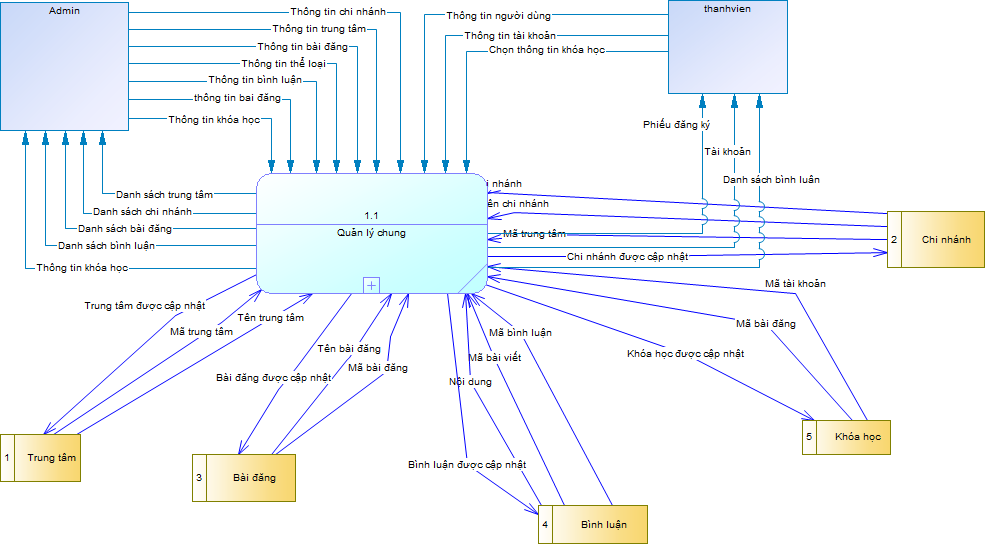 Admin
thanhvien
Thông tin chi nhánh
Thông tin trung tâm
Thông tin bài đăng
Thông tin thể loại
Thông tin bình luận
thông tin bai đăng
Thông tin khóa học
Thông tin người dùng
Thông tin tài khoản
Chọn thông tin khóa học
Phiếu đăng ký
Tài khoản
Danh sách bình luận
Danh sách trung tâm
Danh sách chi nhánh
Danh sách bài đăng
Danh sách bình luận
Thông tin khóa học
1.1
Quản lý chung
nhánh
chi nhánh
Mã trung tâm
Chi nhánh được cập nhật
2
Chi nhánh
Trung tâm được cập nhật
Mã trung tâm
Tên trung tâm
Bài đăng được cập nhật
Tên bài đăng
Mã bài đăng
Mã bình luận
Mã bài viết
Nội dung
Bình luận được cập nhật
Mã tài khoản
Mã bài đăng
Khóa học được cập nhật
1
Trung tâm
3
Bài đăng
4
Bình luận
5
Khóa học